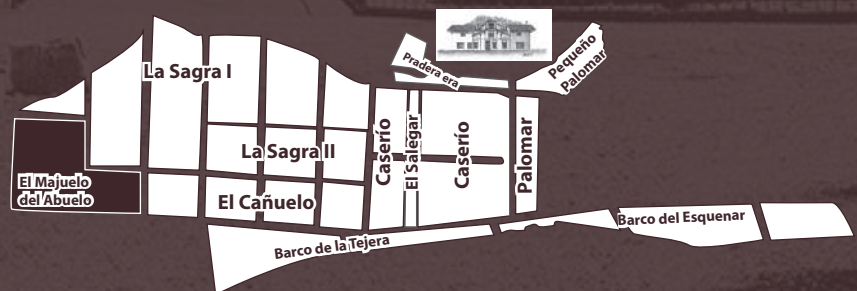 La Sagra I
Pradera era
Pequeño
Palomar
La Sagra II
Caserío
El Salegar
Caserío
Palomar
El Majuelo
del Abuelo
El Cañuelo
Barco de la Tejera
Barco del Esquenar